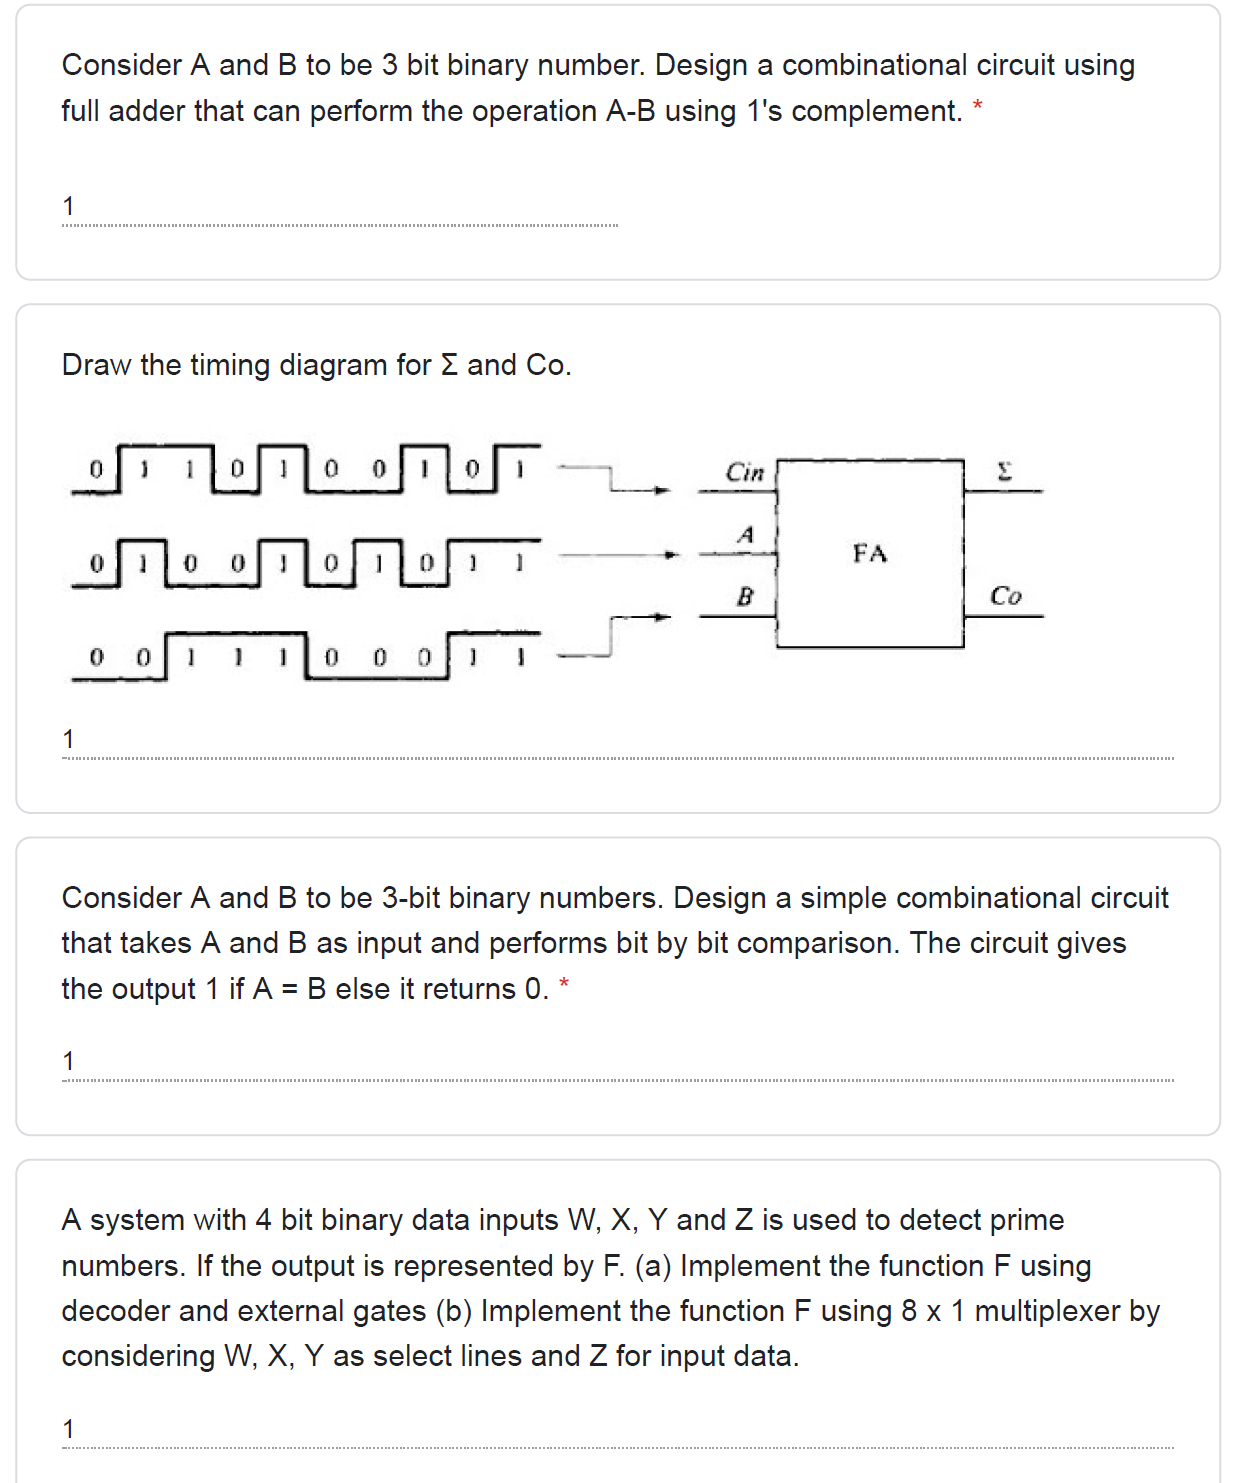 Consider A and B to be 3 bit binary number. Design a combinational circuit using
full adder that can perform the operation A-B using 1's complement. *
1
Draw the timing diagram for Σ and Co.
0 1 1 0 1 0 0 1 0 1
Cin
Σ
0 1 0 0 1 0 1 0 1 1
A
FA
B
Co
0 0 1 1 1 0 0 0 1 1
1
Consider A and B to be 3-bit binary numbers. Design a simple combinational circuit
that takes A and B as input and performs bit by bit comparison. The circuit gives
the output 1 if A = B else it returns 0. *
1
A system with 4 bit binary data inputs W, X, Y and Z is used to detect prime
numbers. If the output is represented by F. (a) Implement the function F using
decoder and external gates (b) Implement the function F using 8 x 1 multiplexer by
considering W, X, Y as select lines and Z for input data.
1